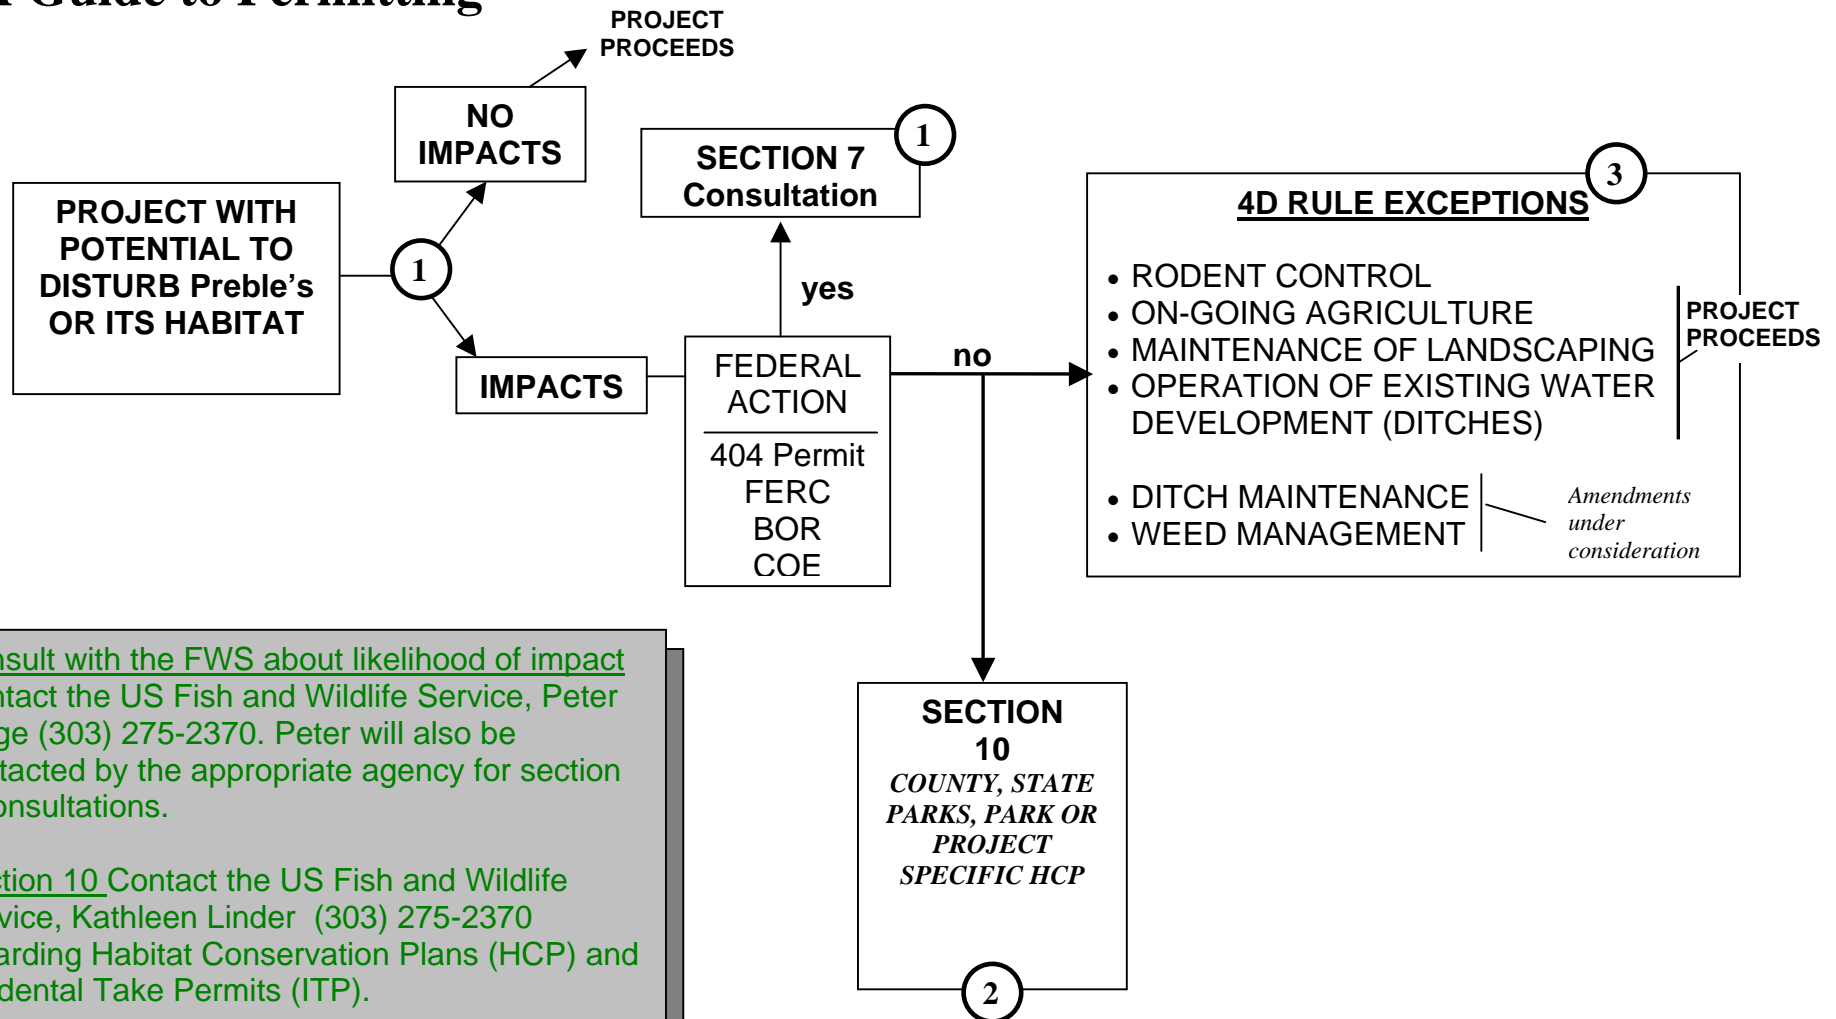 Guide to Permitting
PROJECT
PROCEEDS
NO
IMPACTS
1
SECTION 7
Consultation
PROJECT WITH
POTENTIAL TO
DISTURB Preble's
OR ITS HABITAT
1
yes
IMPACTS
FEDERAL
ACTION
404 Permit
FERC
BOR
COE
no
3
4D RULE EXCEPTIONS
• RODENT CONTROL
• ON-GOING AGRICULTURE
• MAINTENANCE OF LANDSCAPING
• OPERATION OF EXISTING WATER
DEVELOPMENT (DITCHES)
PROJECT
PROCEEDS
• DITCH MAINTENANCE
• WEED MANAGEMENT
Amendments
under
consideration
SECTION
10
COUNTY, STATE
PARKS, PARK OR
PROJECT
SPECIFIC HCP
2
nsult with the FWS about likelihood of impact
ntact the US Fish and Wildlife Service, Peter
ge (303) 275-2370. Peter will also be
tacted by the appropriate agency for section
onsultations.
ction 10 Contact the US Fish and Wildlife
vice, Kathleen Linder (303) 275-2370
arding Habitat Conservation Plans (HCP) and
idental Take Permits (ITP).